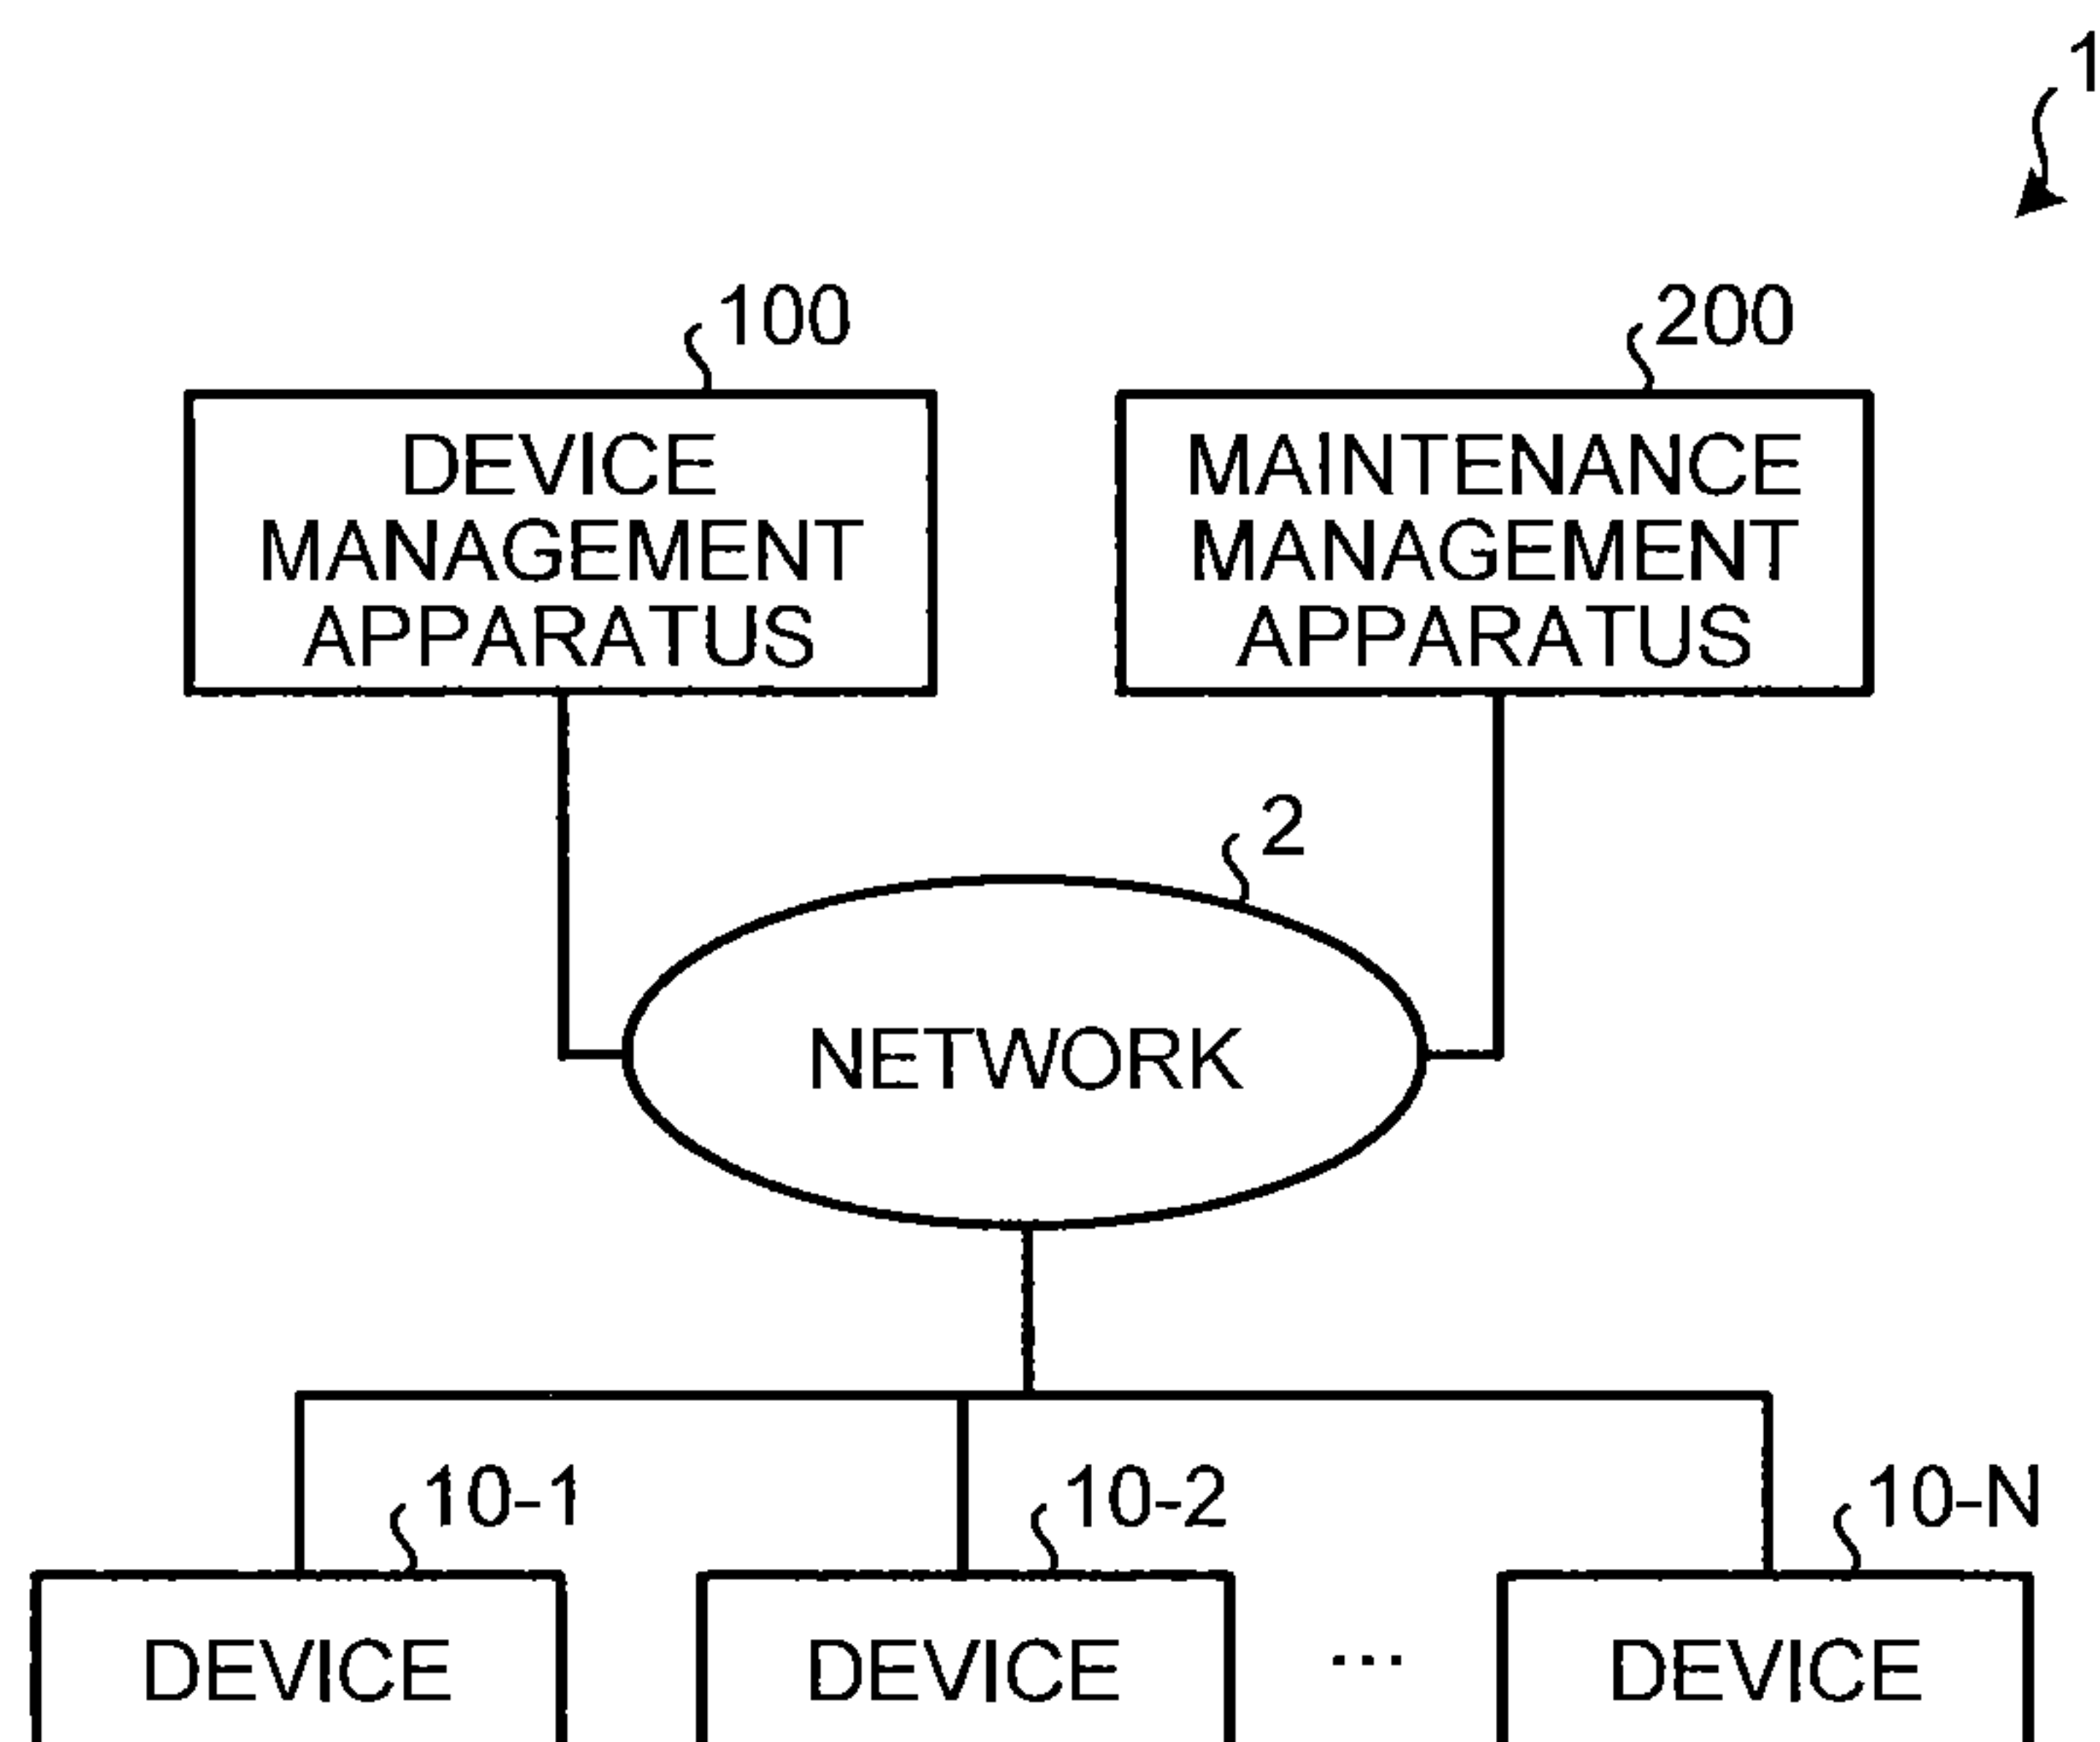 1
100
200
DEVICE
MANAGEMENT
APPARATUS
MAINTENANCE
MANAGEMENT
APPARATUS
2
NETWORK
10-1
10-2
10-N
DEVICE
DEVICE
...
DEVICE